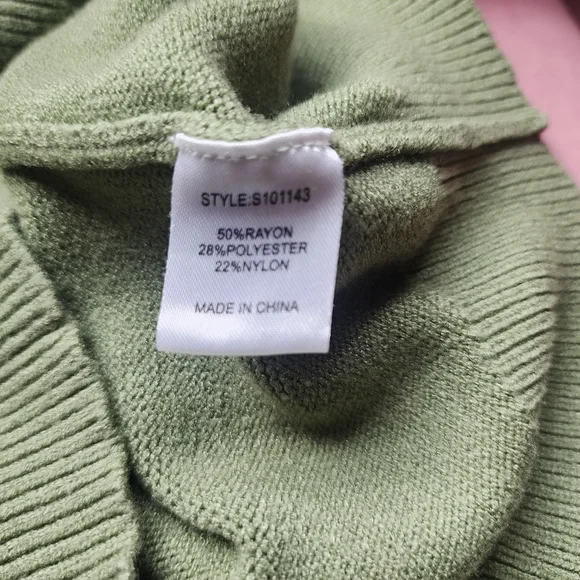 STYLE:S101143
50%RAYON
28%POLYESTER
22%NYLON
MADE IN CHINA